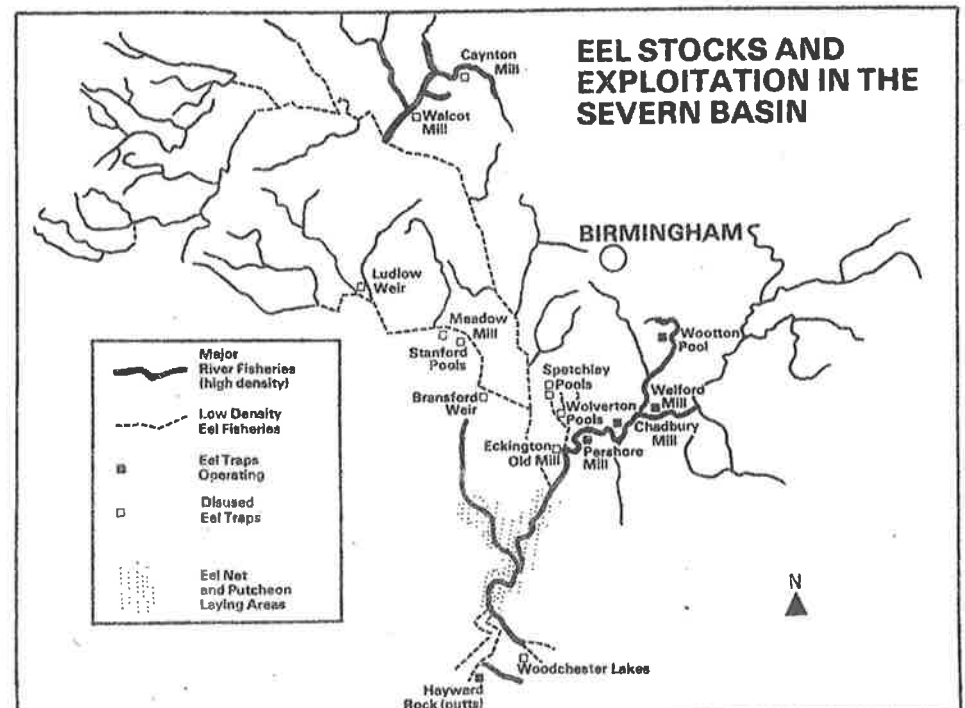 EEL STOCKS AND
EXPLOITATION IN THE
SEVERN BASIN
Caynton
Mill
Walcot
Mill
BIRMINGHAM
Ludlow
Weir
Meadow
Mill
Stanford
Pools
Bransford
Weir
Wootton
Pool
Spetchley
Pools
Welford
Mill
Wolverton
Pools
Chadbury
Mill
Eckington
Old Mill
Pershore
Mill
Major
River Fisheries
(high density)
Low Density
Eel Fisheries
Eel Traps
Operating
Disused
Eel Traps
Eel Net
and Putcheon
Laying Areas
N
Woodchester Lakes
Hayward
Rock (putts)